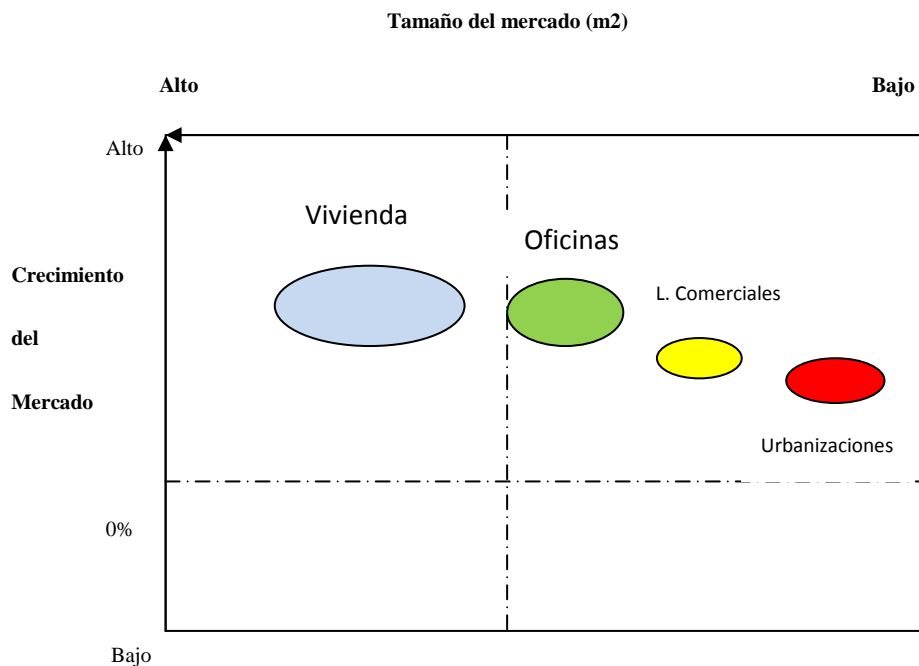 Tamaño del mercado (m2)
Alto
Bajo
Alto
Vivienda
Oficinas
Crecimiento
del
Mercado
L. Comerciales
Urbanizaciones
0%
Bajo